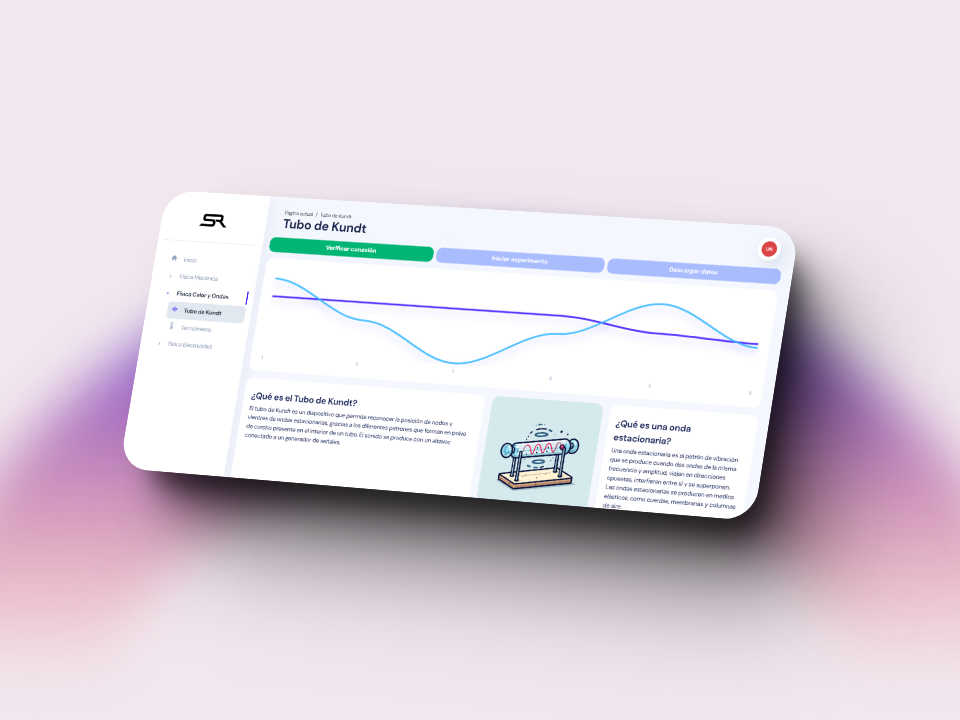 SR
Inicio
Física Mecánica
Física Calor y Ondas
Tubo de Kundt
Termómetro
Física Electricidad
Página actual / Tubo de Kundt
Tubo de Kundt
UN
Verificar conexión
Iniciar experimento
Descargar datos
1
2
3
4
5
6
¿Qué es el Tubo de Kundt?
El tubo de Kundt es un dispositivo que permite reconocer la posición de nodos y
vientres de ondas estacionarias, gracias a los diferentes patrones que forman en polvo
de corcho presente en el interior de un tubo. El sonido se produce con un altavoz
conectado a un generador de señales.
¿Qué es una onda
estacionaria?
Una onda estacionaria es el patrón de vibración
que se produce cuando dos ondas de la misma
frecuencia y amplitud, viajan en direcciones
opuestas, interfieren entre sí y se superponen.
Las ondas estacionarias se producen en medios
elásticos, como cuerdas, membranas y columnas
de aire.